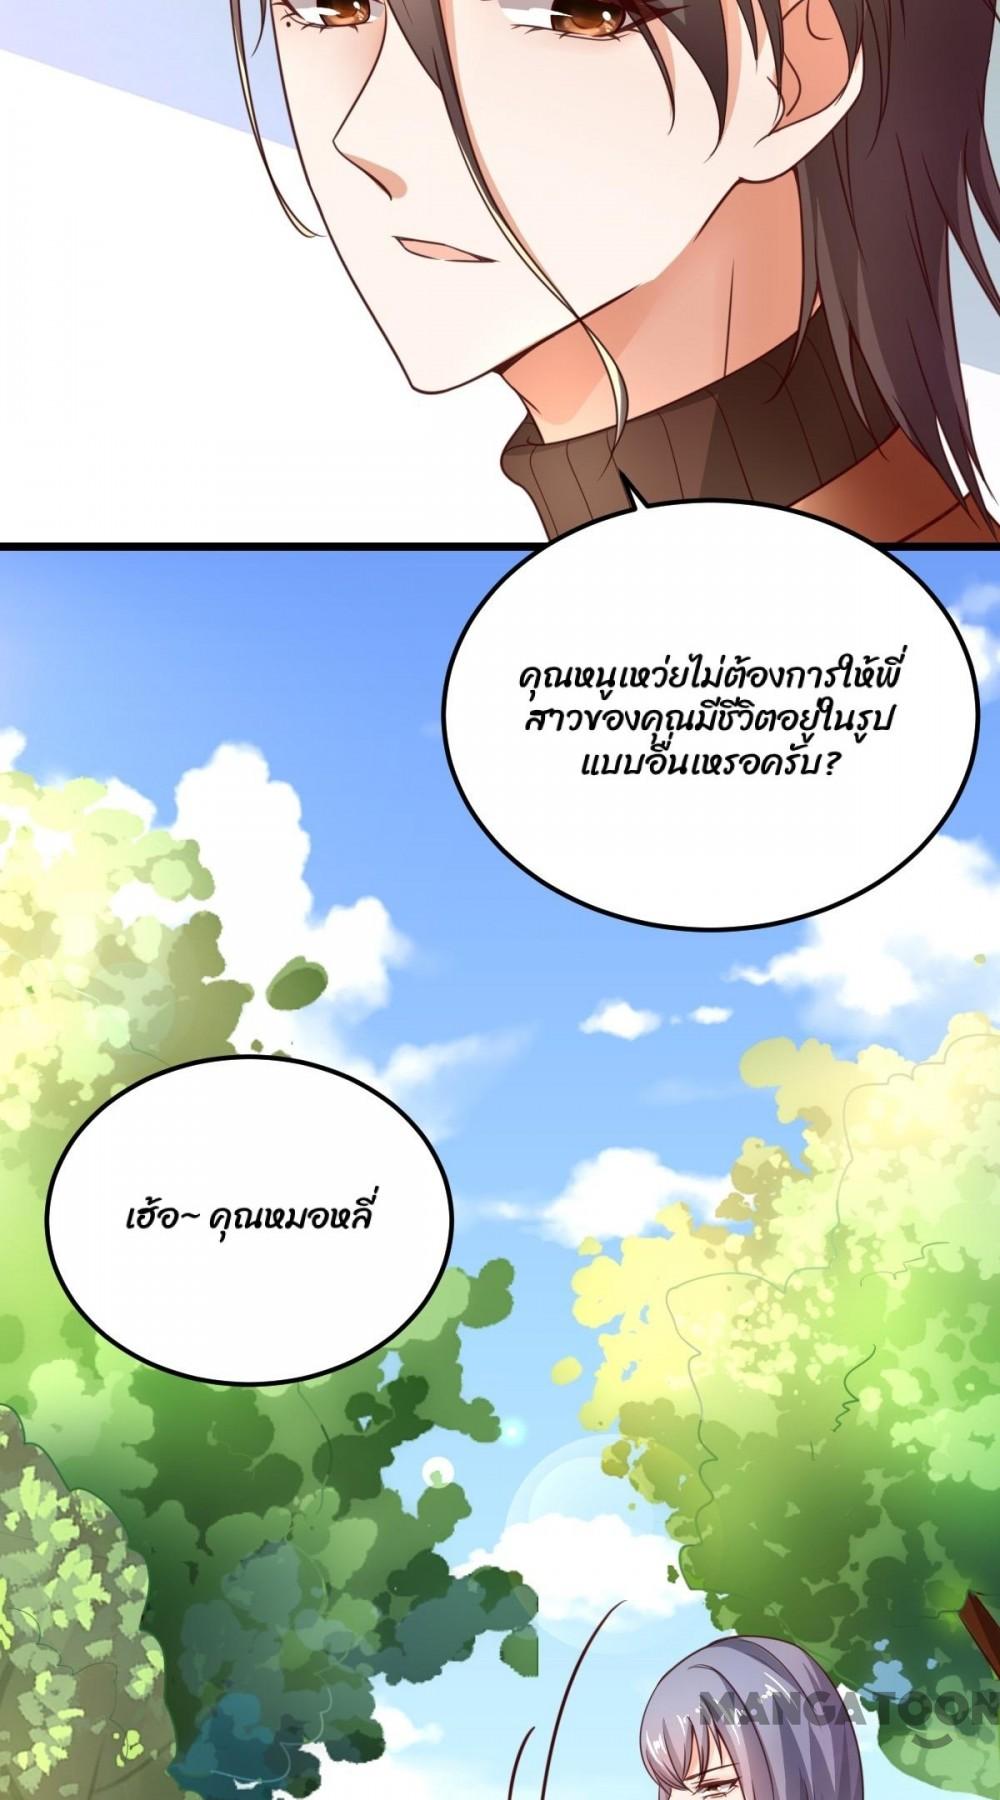 คุณหนูเหว่ยไม่ต้องการให้พี่
สาวของคุณมีชีวิตอยู่ในรูป
แบบอื่นเหรอครับ?
เฮ้อ~ คุณหมอหลี่
MANGATOON